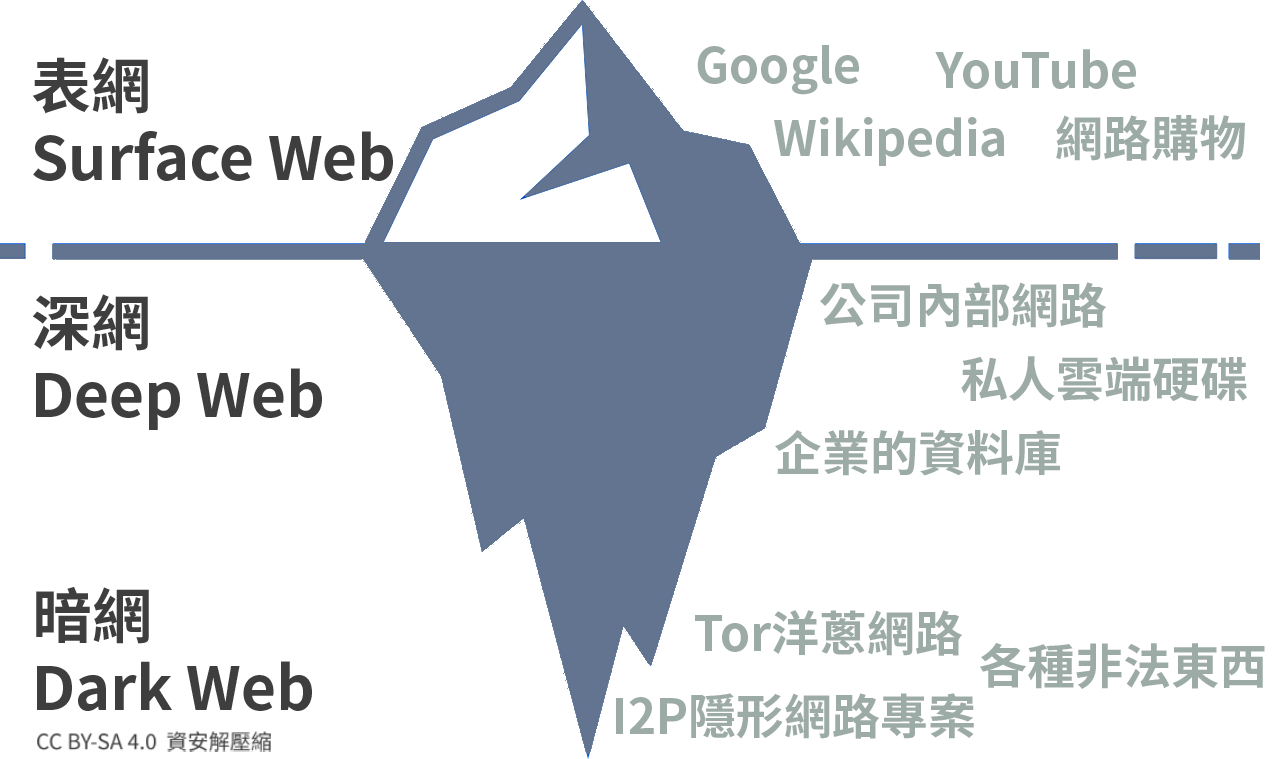 表網
Surface Web
Google
YouTube
Wikipedia
網路購物
深網
Deep Web
公司內部網路
私人雲端硬碟
企業的資料庫
暗網
Dark Web
Tor洋蔥網路
各種非法東西
I2P隱形網路專案
CC BY-SA 4.0 資安解壓縮